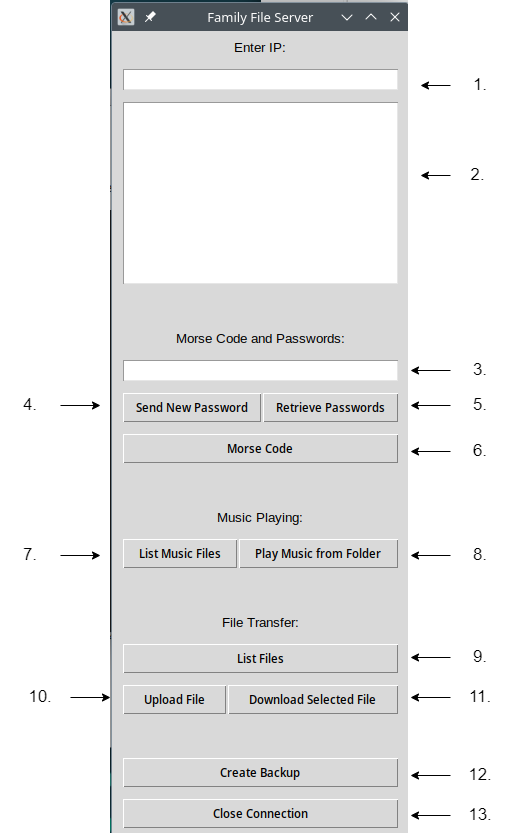 Family File Server
Enter IP:
1.
2.
Morse Code and Passwords:
3.
4. Send New Password Retrieve Passwords 5.
Morse Code 6.
Music Playing:
7. List Music Files Play Music from Folder 8.
File Transfer:
List Files 9.
10. Upload File Download Selected File 11.
Create Backup 12.
Close Connection 13.